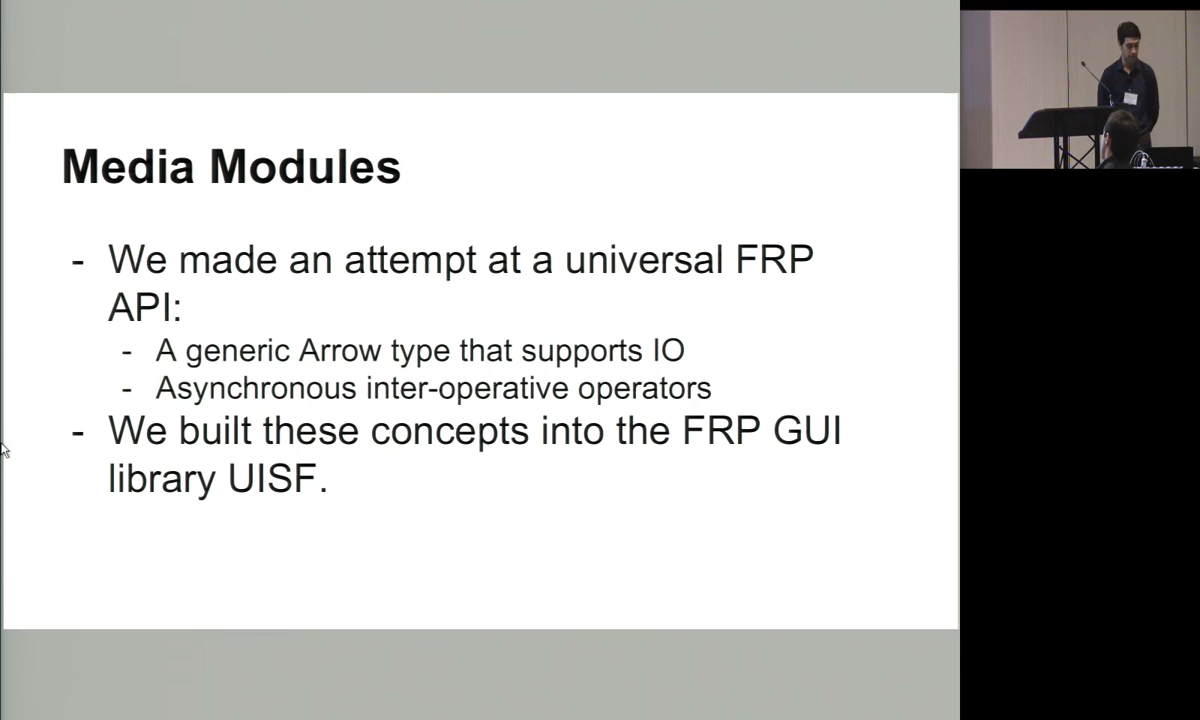 Media Modules
- We made an attempt at a universal FRP
API:
- A generic Arrow type that supports IO
- Asynchronous inter-operative operators
- We built these concepts into the FRP GUI
library UISF.